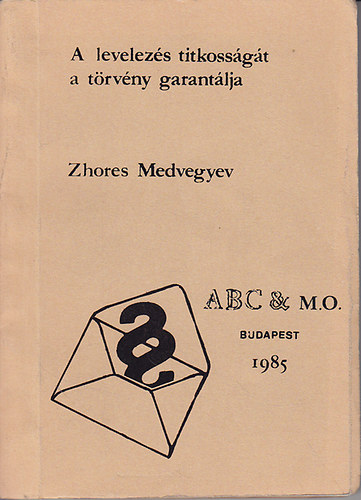 A levelezés titkosságát
a törvény garantálja
Zhores Medvegyev
§
ABC & M.O.
BUDAPEST
1985